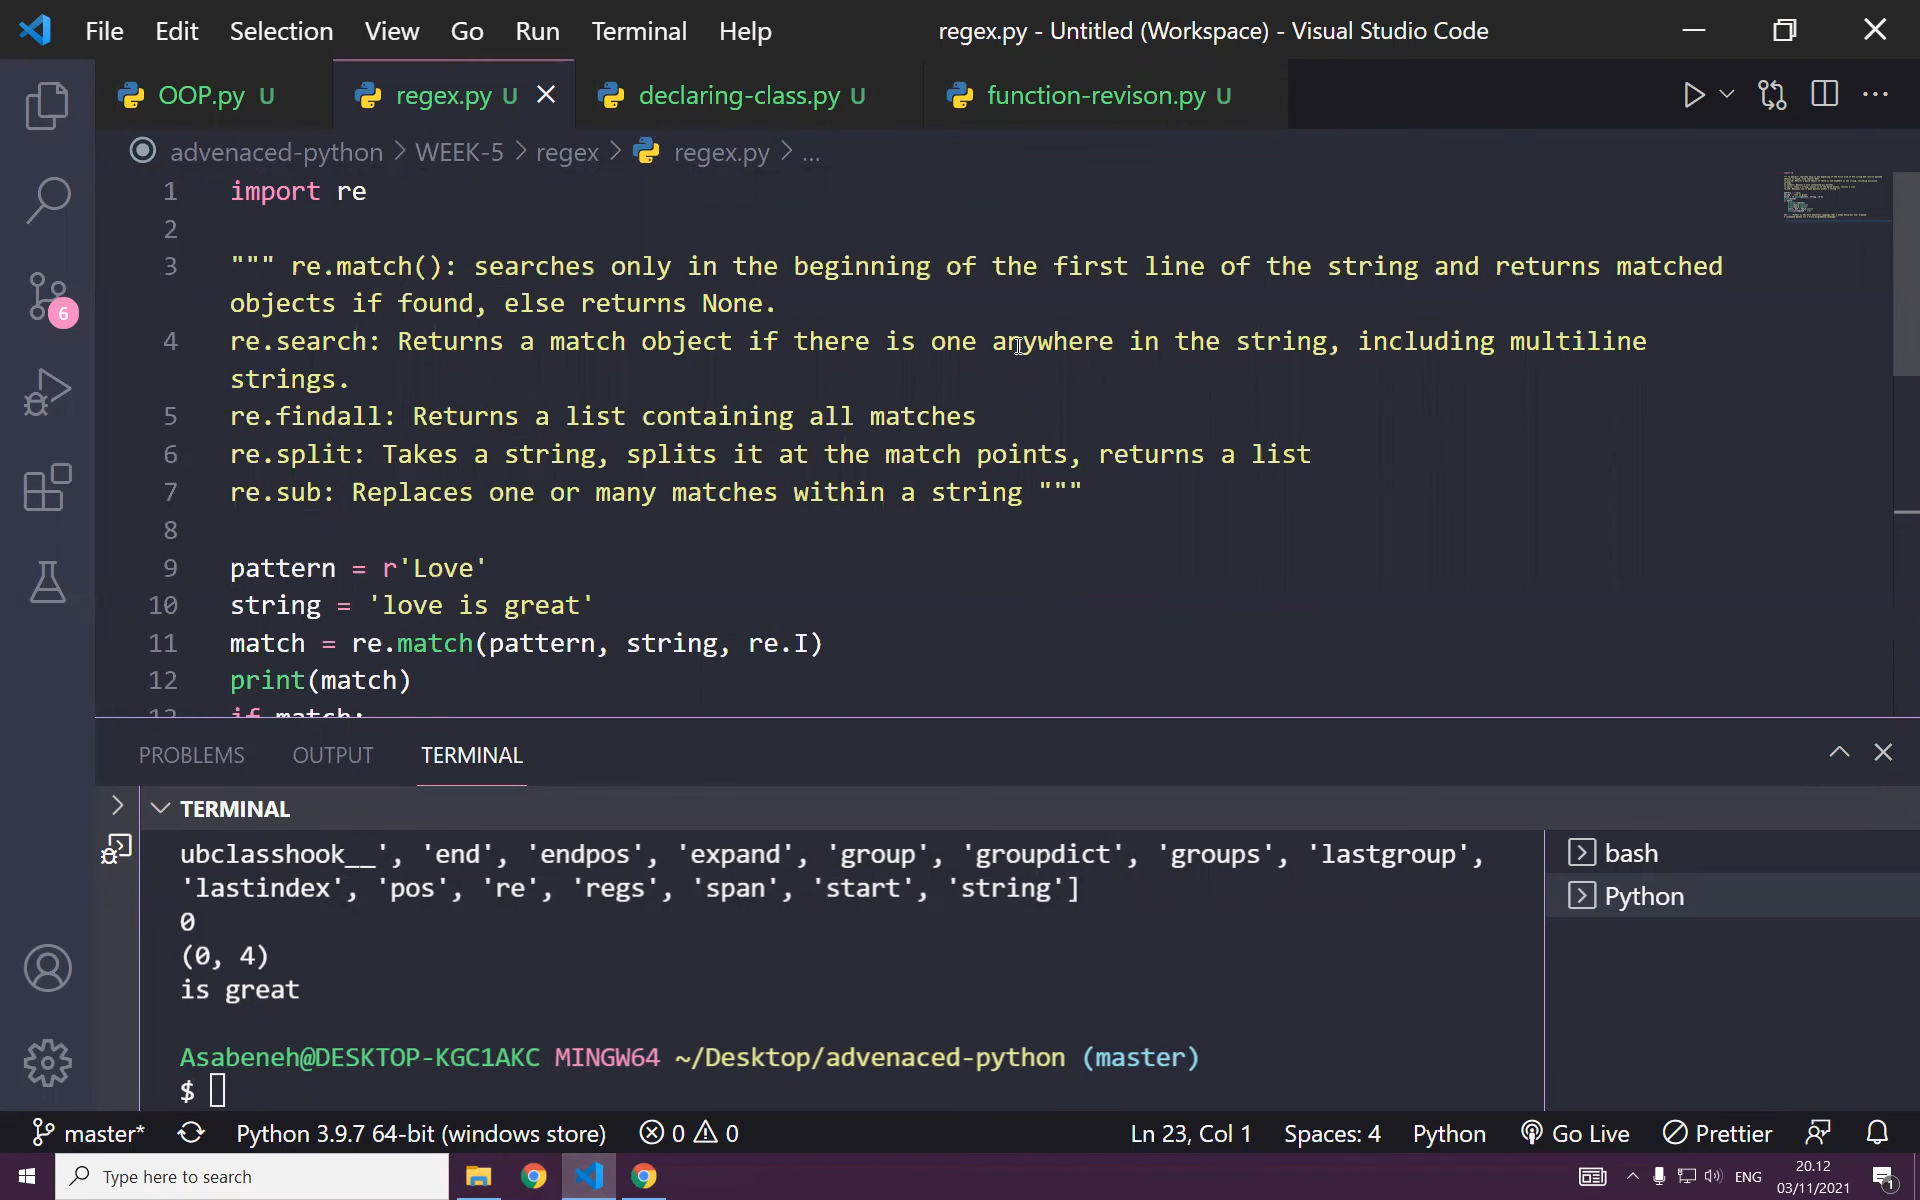 File Edit Selection View Go Run Terminal Help regex.py - Untitled (Workspace) - Visual Studio Code
OOP.py U regex.py U declaring-class.py U function-revison.py U
advenaced-python > WEEK-5 > regex > regex.py > ...
1 import re
2
3 """ re.match(): searches only in the beginning of the first line of the string and returns matched
objects if found, else returns None.
4 re.search: Returns a match object if there is one anywhere in the string, including multiline
strings.
5 re.findall: Returns a list containing all matches
6 re.split: Takes a string, splits it at the match points, returns a list
7 re.sub: Replaces one or many matches within a string """
8
9 pattern = r'Love'
10 string = 'love is great'
11 match = re.match(pattern, string, re.I)
12 print(match)
13 if match:
6
PROBLEMS OUTPUT TERMINAL
TERMINAL
ubclasshook__', 'end', 'endpos', 'expand', 'group', 'groupdict', 'groups', 'lastgroup',
'lastindex', 'pos', 're', 'regs', 'span', 'start', 'string']
0
(0, 4)
is great
Asabeneh@DESKTOP-KGC1AKC MINGW64 ~/Desktop/advenaced-python (master)
$
bash
Python
master* Python 3.9.7 64-bit (windows store) 0 0 Ln 23, Col 1 Spaces: 4 Python Go Live Prettier
Type here to search ENG 20.12
03/11/2021 1